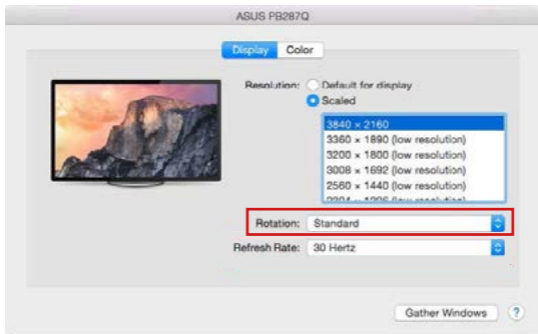 ASUS PB287Q
Display Color
Resolution: Default for display
Scaled
3840 × 2160
3360 × 1890 (low resolution)
3200 × 1800 (low resolution)
3008 × 1692 (low resolution)
2560 × 1440 (low resolution)
Rotation: Standard
Refresh Rate: 30 Hertz
Gather Windows ?